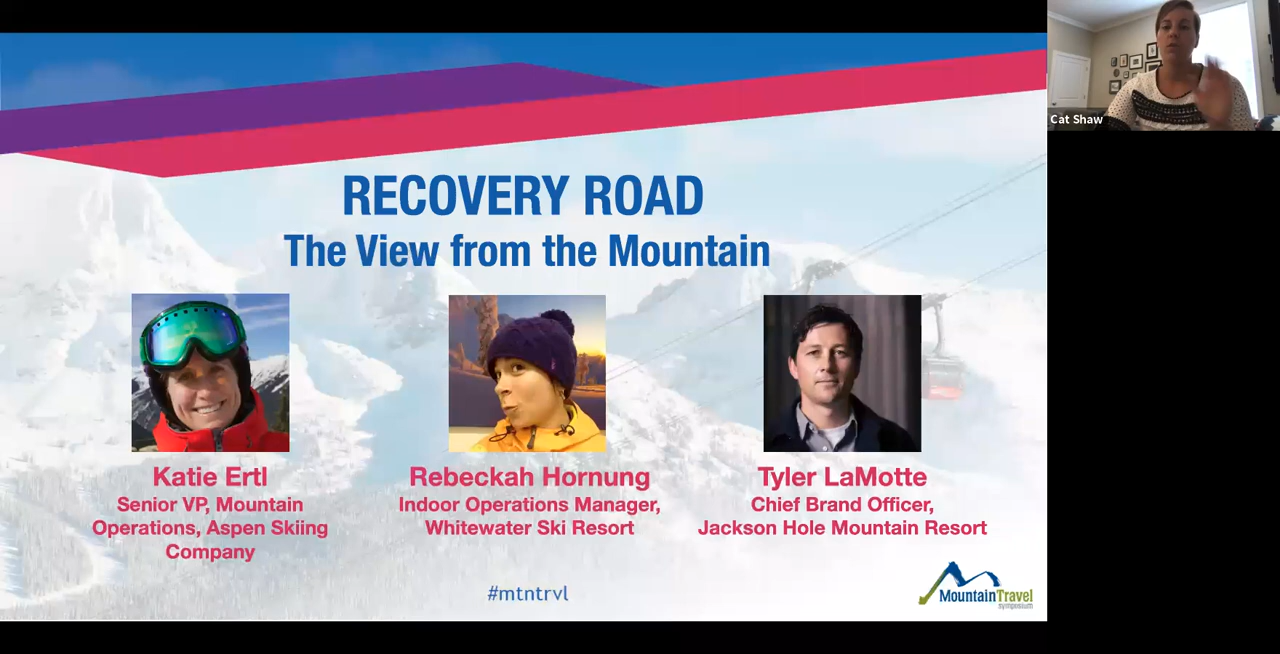 Cat Shaw
RECOVERY ROAD
The View from the Mountain
Katie Ertl
Senior VP, Mountain
Operations, Aspen Skiing
Company
Rebeckah Hornung
Indoor Operations Manager,
Whitewater Ski Resort
Tyler LaMotte
Chief Brand Officer,
Jackson Hole Mountain Resort
#mtntrvl
MountainTravel
symposium